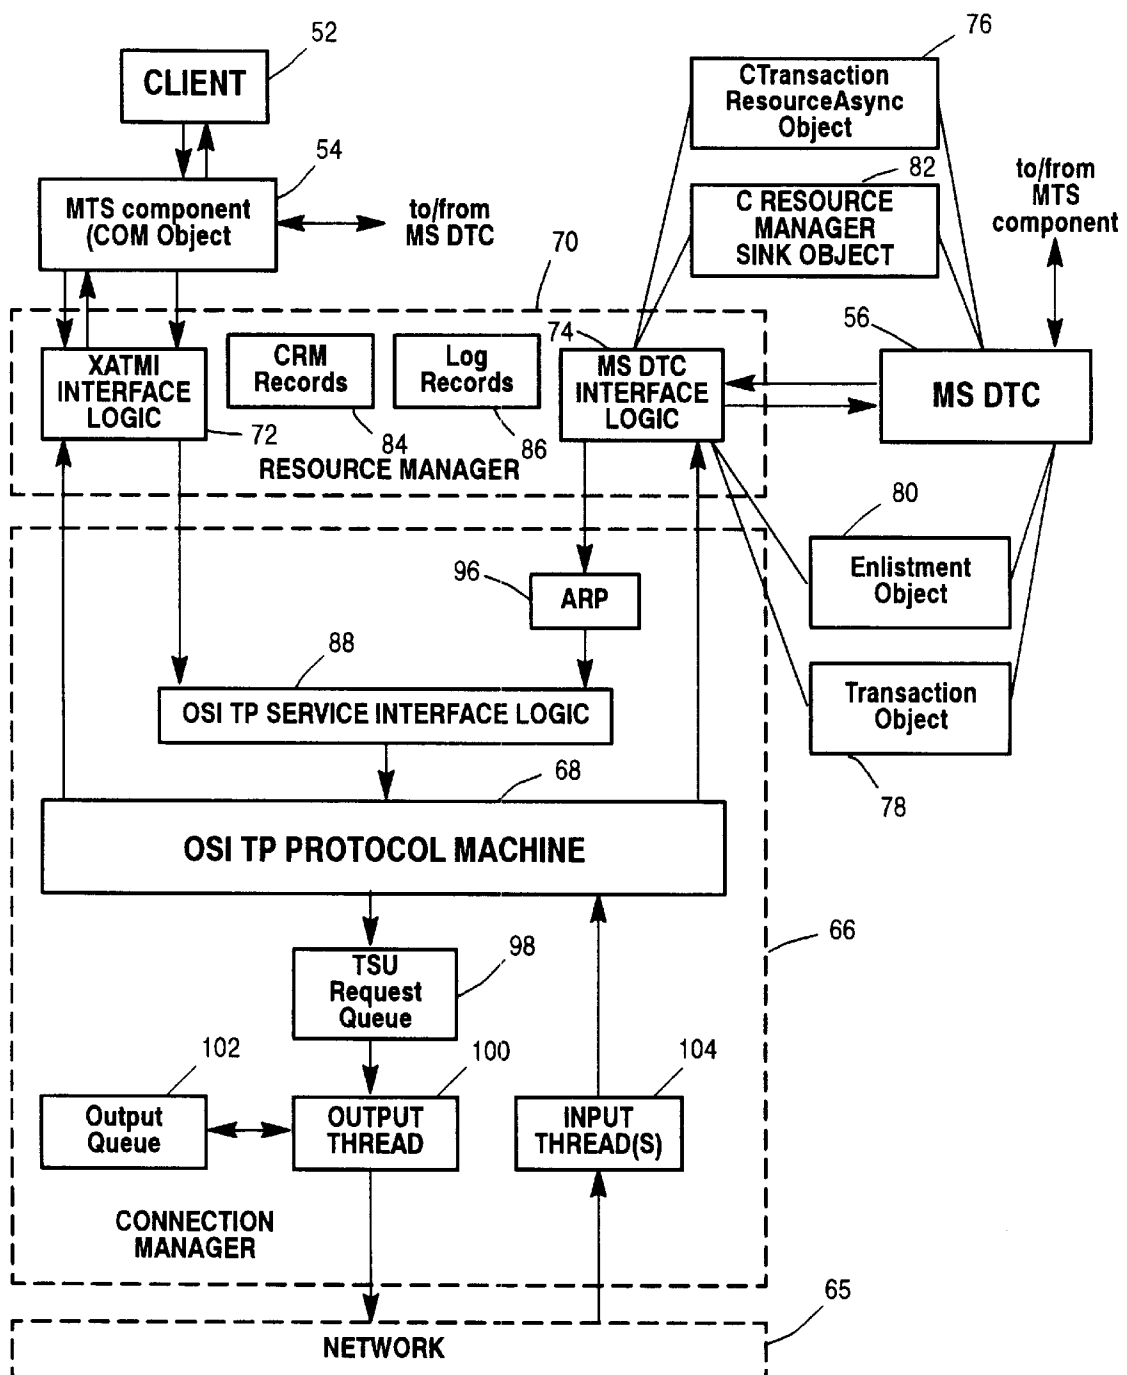 52
CLIENT
54
MTS component
(COM Object
to/from
MS DTC
76
CTransaction
ResourceAsync
Object
82
C RESOURCE
MANAGER
SINK OBJECT
to/from
MTS
component
70
XATMI
INTERFACE
LOGIC
72
CRM
Records
84
Log
Records
86
74
MS DTC
INTERFACE
LOGIC
RESOURCE MANAGER
56
MS DTC
80
Enlistment
Object
Transaction
Object
78
96
ARP
88
OSI TP SERVICE INTERFACE LOGIC
68
OSI TP PROTOCOL MACHINE
66
98
TSU
Request
Queue
102
Output
Queue
100
OUTPUT
THREAD
104
INPUT
THREAD(S)
CONNECTION
MANAGER
65
NETWORK